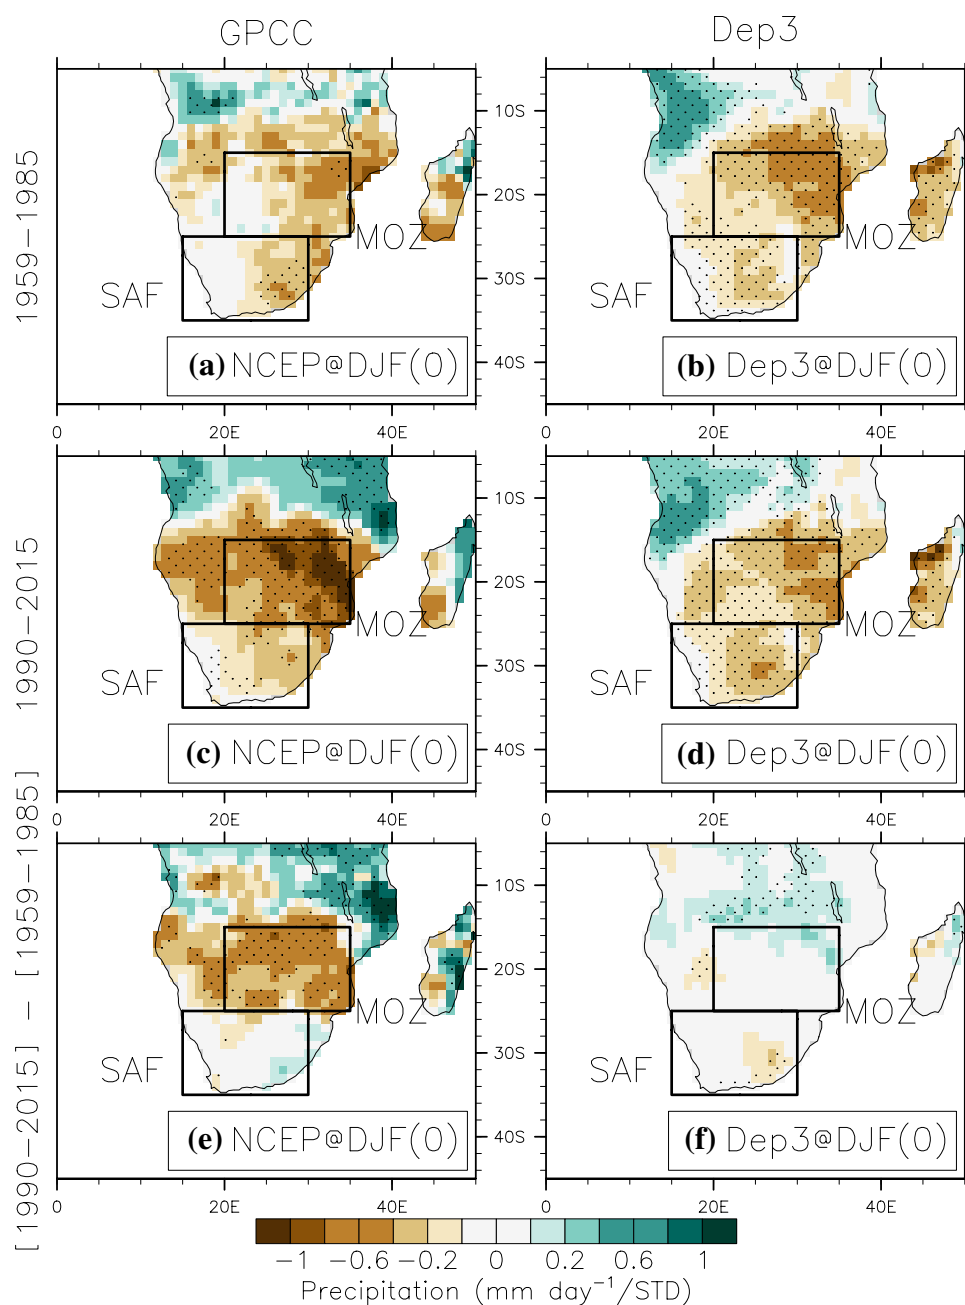 GPCC Dep3
1959−1985
10S
20S
30S
40S
MOZ
SAF
(a) NCEP@DJF(0)
MOZ
SAF
(b) Dep3@DJF(0)
0 20E 40E 0 20E 40E
1990−2015
10S
20S
30S
40S
MOZ
SAF
(c) NCEP@DJF(0)
MOZ
SAF
(d) Dep3@DJF(0)
0 20E 40E 0 20E 40E
[1990−2015] − [1959−1985]
10S
20S
30S
40S
MOZ
SAF
(e) NCEP@DJF(0)
MOZ
SAF
(f) Dep3@DJF(0)
20E 40E 20E 40E
−1 −0.6 −0.2 0 0.2 0.6 1
Precipitation (mm day⁻¹/STD)